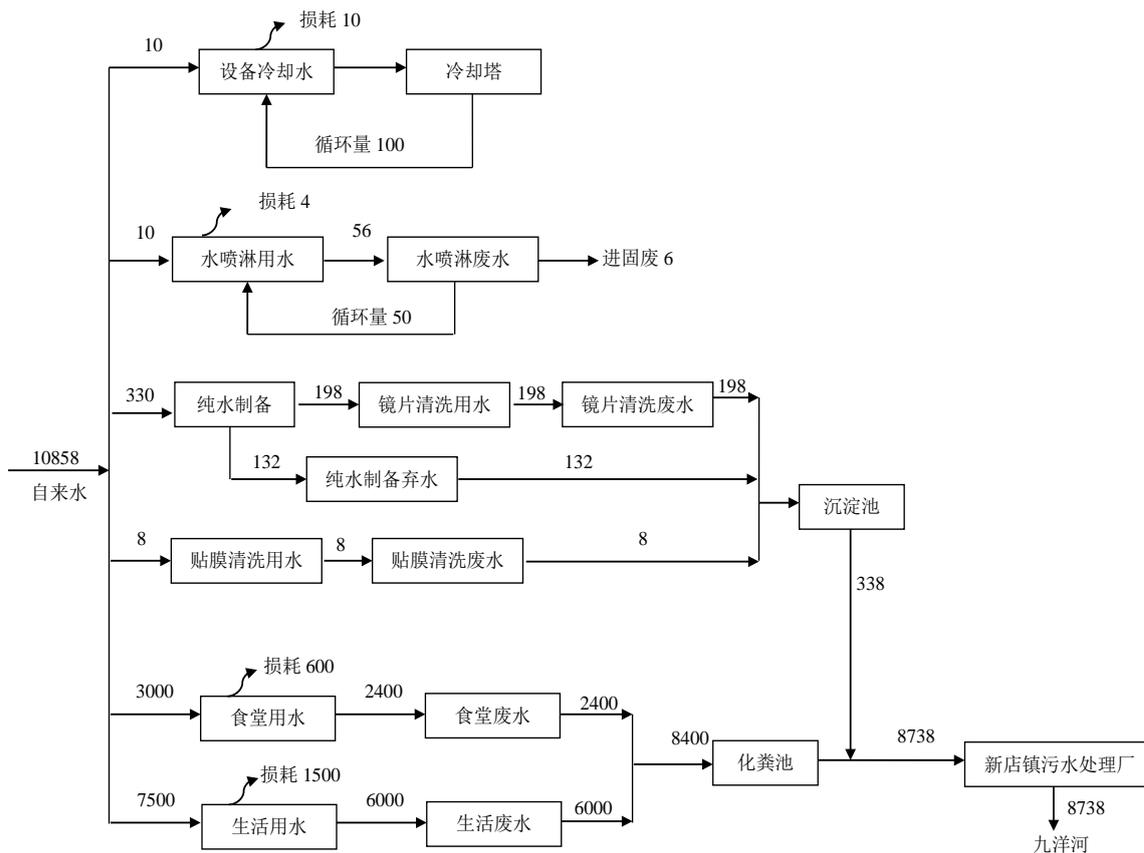 损耗 10
10
设备冷却水
冷却塔
循环量 100
损耗 4
10
56
水喷淋用水
水喷淋废水
进固废 6
循环量 50
330
纯水制备
198
镜片清洗用水
198
镜片清洗废水
198
10858
自来水
132
纯水制备弃水
132
沉淀池
8
贴膜清洗用水
8
贴膜清洗废水
8
338
损耗 600
3000
食堂用水
2400
食堂废水
2400
8400
化粪池
8738
新店镇污水处理厂
损耗 1500
7500
生活用水
6000
生活废水
6000
8738
九洋河